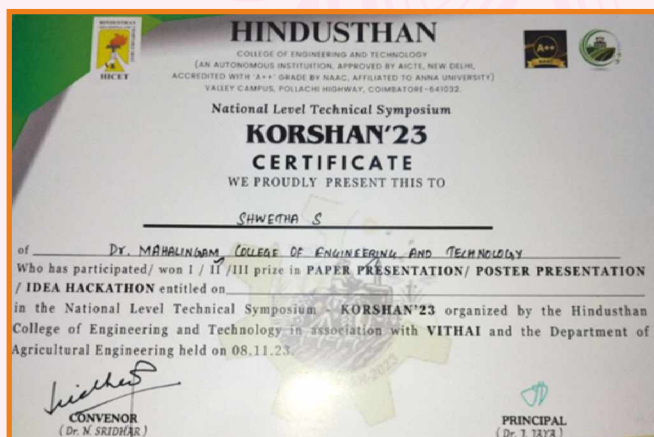 HINDUSTHAN
HICET
HINDUSTHAN
COLLEGE OF ENGINEERING AND TECHNOLOGY
(AN AUTONOMOUS INSTITUITION, APPROVED BY AICTE, NEW DELHI,
ACCREDITED WITH 'A++' GRADE BY NAAC, AFFILIATED TO ANNA UNIVERSITY)
VALLEY CAMPUS, POLLACHI HIGHWAY, COIMBATORE-641032.
A++
National Level Technical Symposium
KORSHAN'23
CERTIFICATE
WE PROUDLY PRESENT THIS TO
SHWETHA S
of Dr. MAHALINGAM COLLEGE OF ENGINEERING AND TECHNOLOGY
Who has participated/ won I / II /III prize in PAPER PRESENTATION/ POSTER PRESENTATION
/ IDEA HACKATHON entitled on
in the National Level Technical Symposium - KORSHAN'23 organized by the Hindusthan
College of Engineering and Technology in association with VITHAI and the Department of
Agricultural Engineering held on 08.11.23.
CONVENOR
(Dr. N. SRIDHAR)
PRINCIPAL
(Dr. J. JAYA)